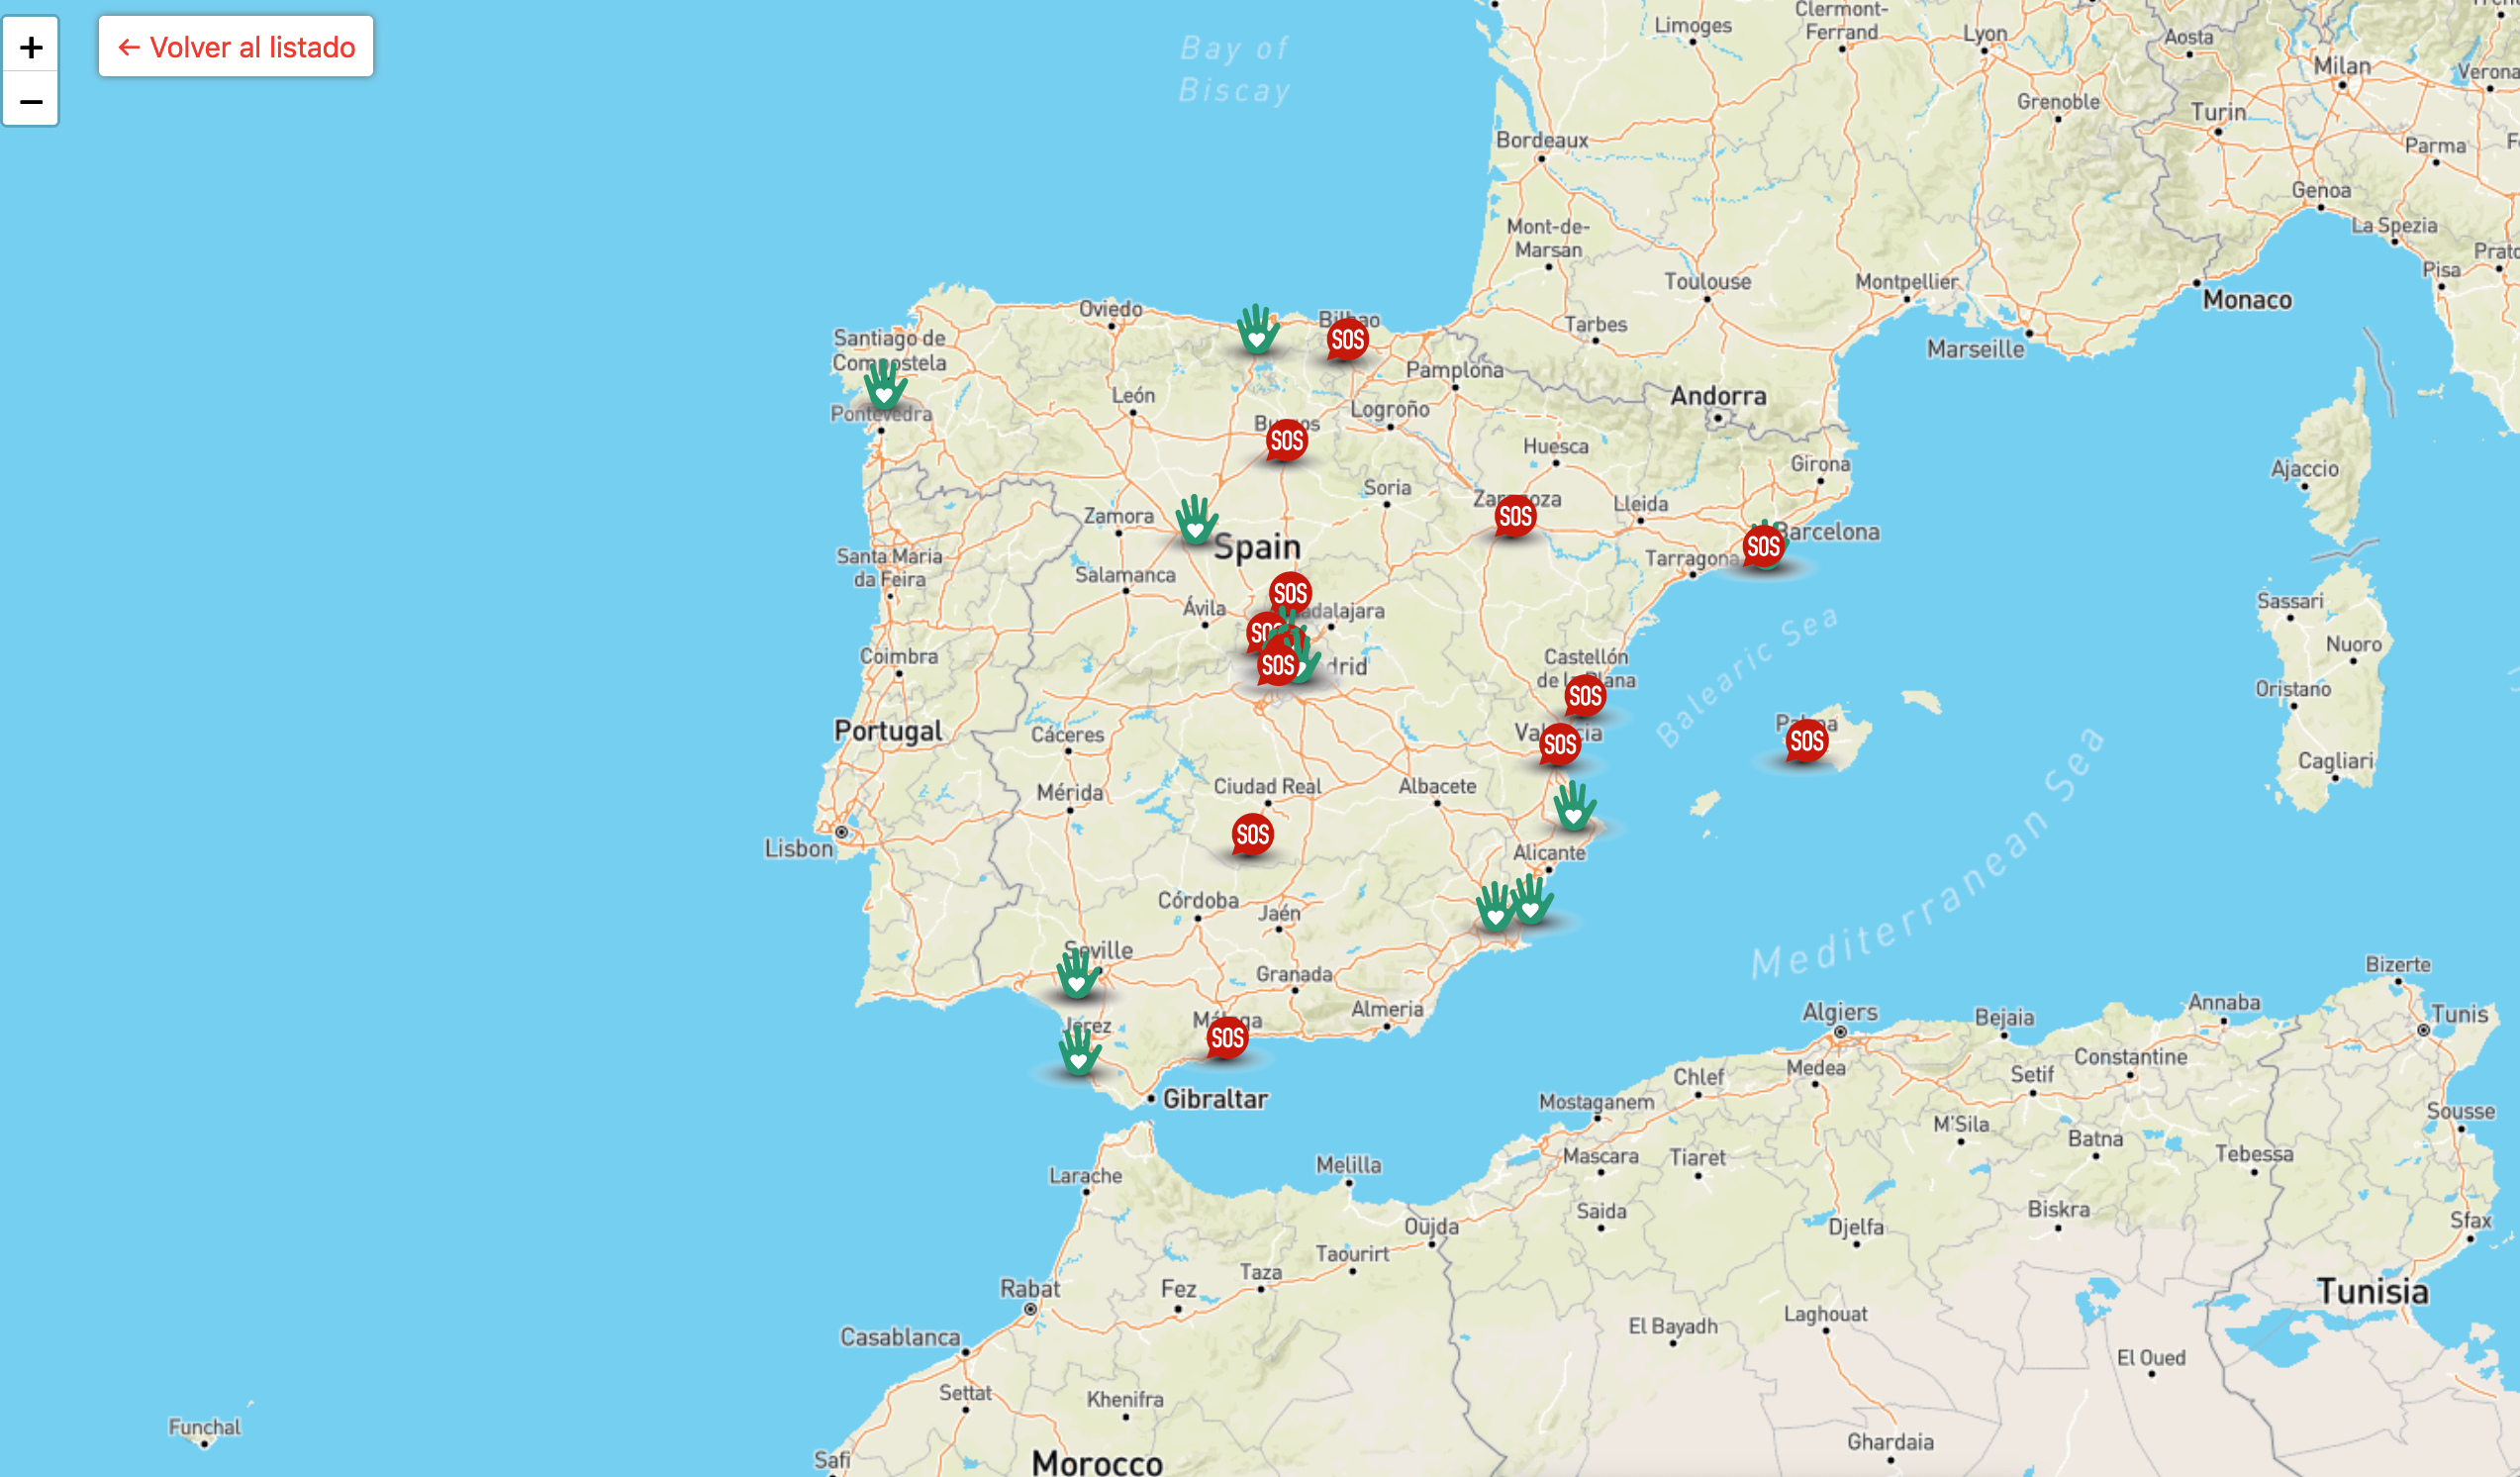 +
−
← Volver al listado
Bay of
Biscay
Limoges
Clermont-
Ferrand
Lyon
Aosta
Milan
Verona
Grenoble
Turin
Bordeaux
Parma
Genoa
Mont-de-
Marsan
La Spezia
Prato
Pisa
Toulouse
Montpellier
Monaco
Oviedo
Bilbao
Tarbes
Santiago de
Compostela
Marseille
Pamplona
León
Andorra
Pontevedra
Burgos
Logroño
Huesca
Girona
Ajaccio
Soria
Zaragoza
Lleida
Zamora
Barcelona
Spain
Santa Maria
da Feira
Tarragona
Salamanca
Sassari
Ávila
adalajara
Balearic Sea
Nuoro
Coimbra
Castellón
de la Plana
drid
Oristano
Portugal
Cáceres
Valencia
Palma
Cagliari
Ciudad Real
Albacete
Mérida
Lisbon
Alicante
Mediterranean Sea
Córdoba
Jaén
Seville
Granada
Bizerte
Almeria
Málaga
Jerez
Algiers
Bejaia
Annaba
Tunis
Constantine
Medea
Setif
Chlef
Gibraltar
Mostaganem
M'Sila
Sousse
Batna
Mascara
Tiaret
Tebessa
Melilla
Larache
Saida
Biskra
Oujda
Djelfa
Sfax
Taourirt
Taza
Fez
Rabat
Tunisia
Laghouat
El Bayadh
Casablanca
El Oued
Settat
Khenifra
Funchal
Ghardaia
Safi
Morocco
SOS
SOS
SOS
SOS
SOS
SOS
SOS
SOS
SOS
SOS
SOS
SOS